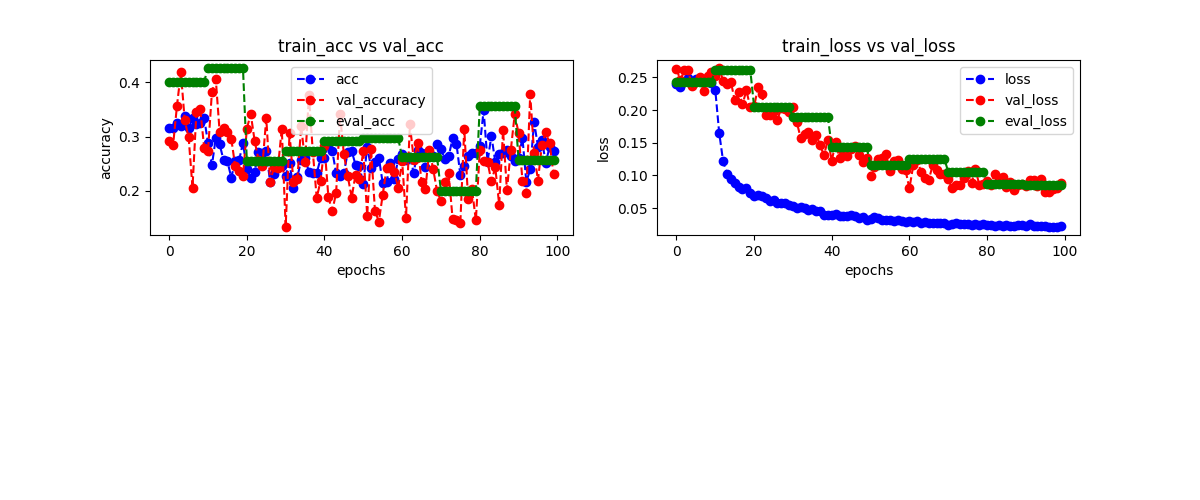 train_acc vs val_acc
accuracy
0.4
0.3
0.2
acc
val_accuracy
eval_acc
0 20 40 60 80 100
epochs
train_loss vs val_loss
loss
0.25
0.20
0.15
0.10
0.05
loss
val_loss
eval_loss
0 20 40 60 80 100
epochs